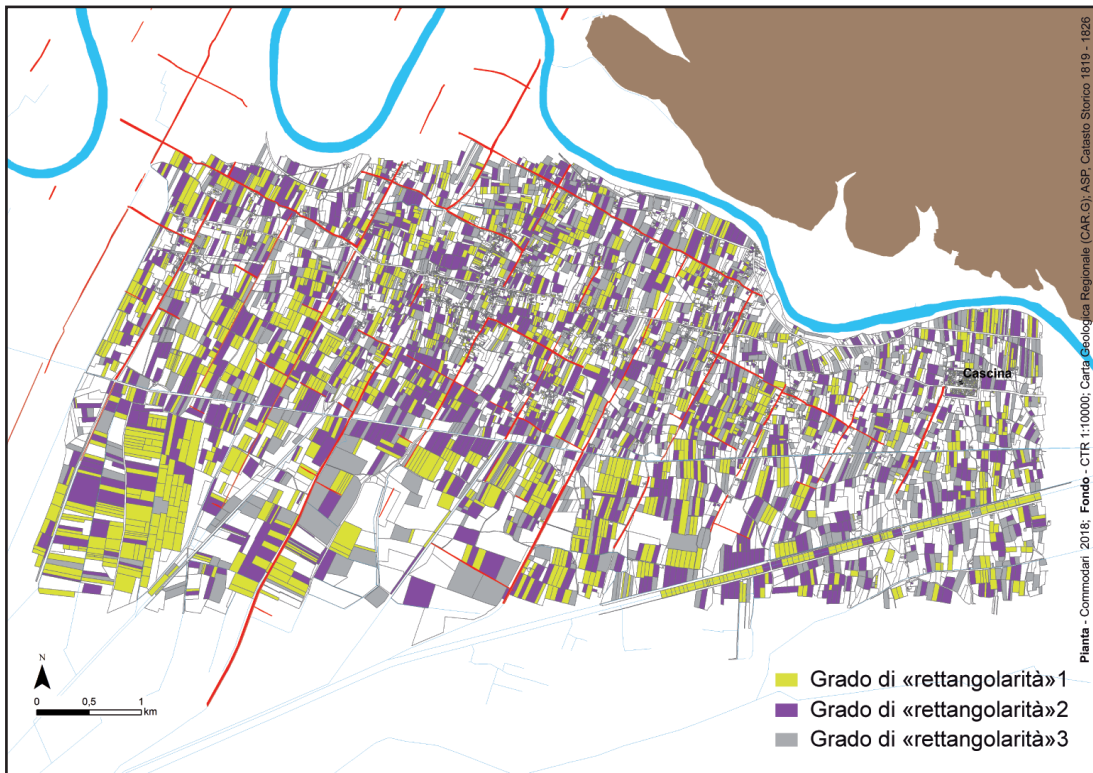 Cascina
Pianta - Commodari 2018; Fondo - CTR 1:10000; Carta Geologica Regionale (CAR.G); ASP, Catasto Storico 1819 - 1826
N
0 0,5 1
km
Grado di «rettangolarità»1
Grado di «rettangolarità»2
Grado di «rettangolarità»3